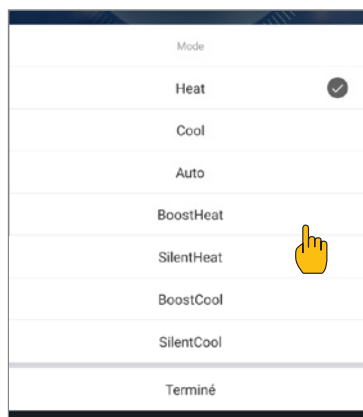 Mode
Heat
Cool
Auto
BoostHeat
SilentHeat
BoostCool
SilentCool
Terminé